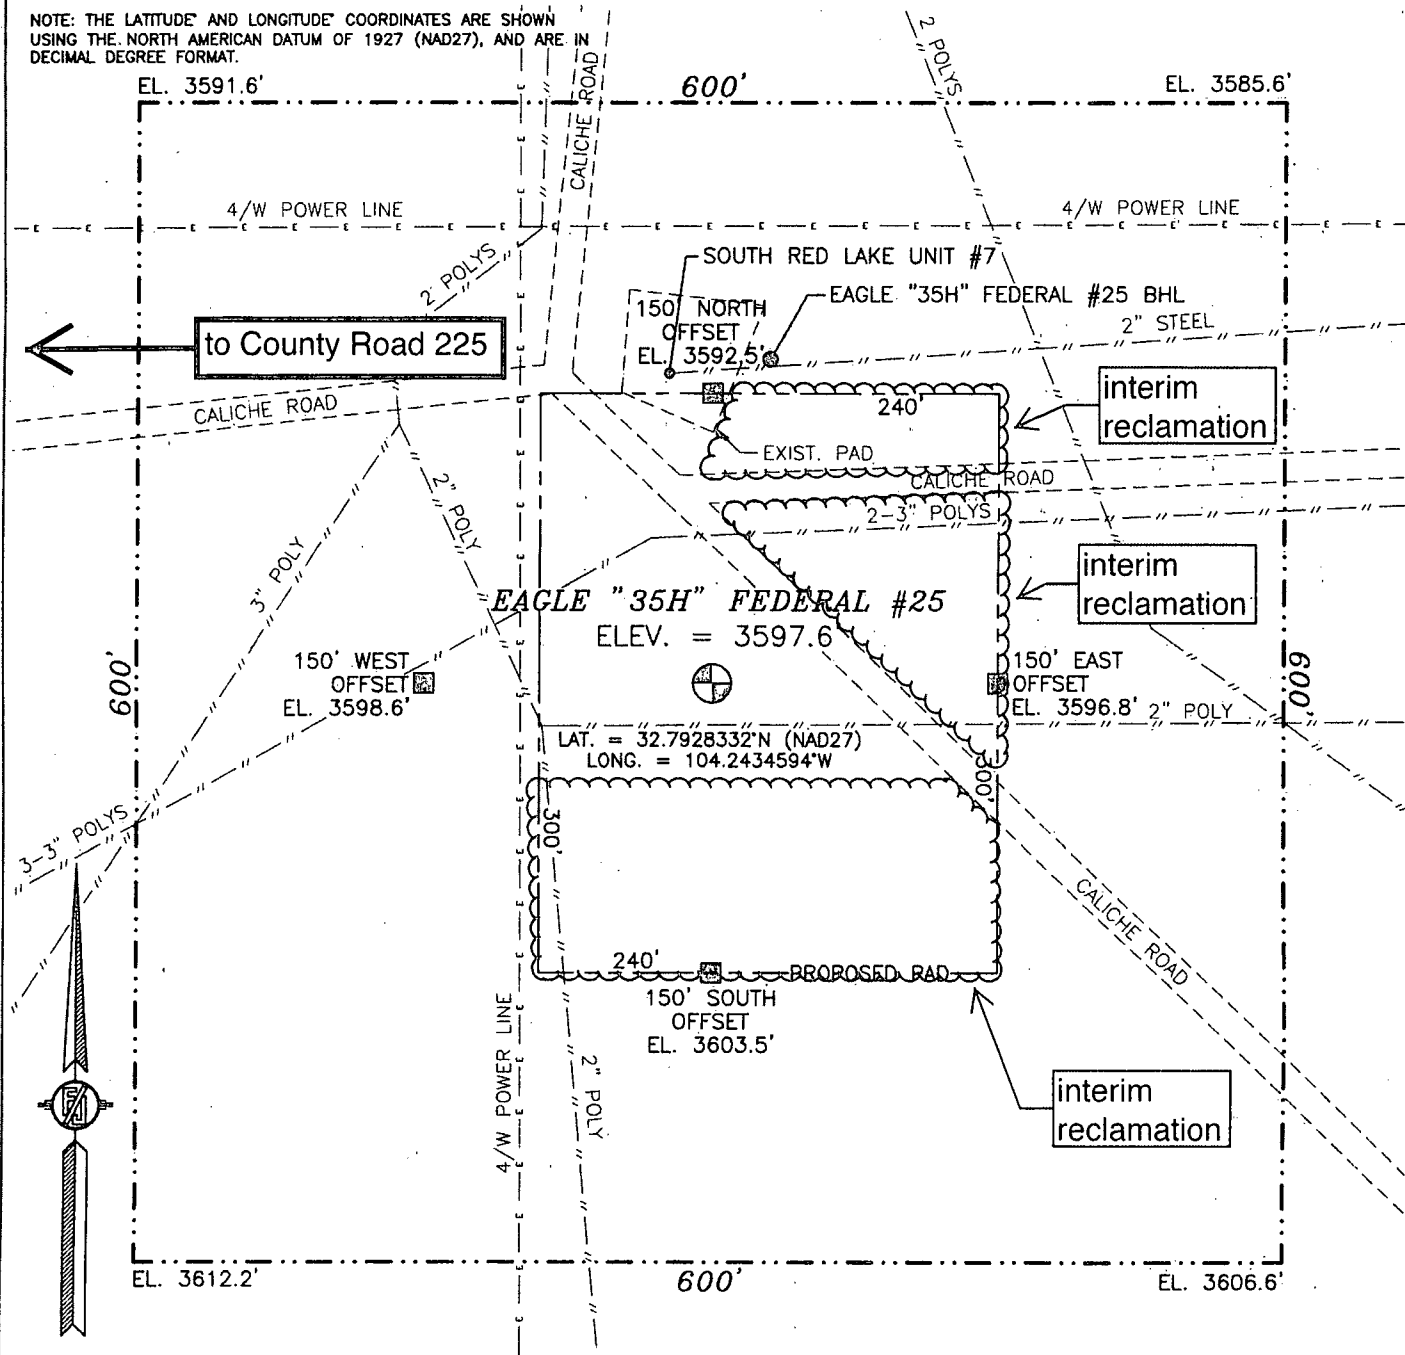 NOTE: THE LATITUDE AND LONGITUDE COORDINATES ARE SHOWN
USING THE NORTH AMERICAN DATUM OF 1927 (NAD27), AND ARE IN
DECIMAL DEGREE FORMAT.
EL. 3591.6'
600'
EL. 3585.6'
CALICHE ROAD
2 POLYS
4/W POWER LINE
4/W POWER LINE
2 POLYS
SOUTH RED LAKE UNIT #7
EAGLE "35H" FEDERAL #25 BHL
150' NORTH
OFFSET
EL. 3592.5'
2" STEEL
to County Road 225
CALICHE ROAD
240'
interim
reclamation
EXIST. PAD
CALICHE ROAD
2-3" POLYS
2" POLY
3" POLY
interim
reclamation
EAGLE "35H" FEDERAL #25
ELEV. = 3597.6
600'
150' WEST
OFFSET
EL. 3598.6'
150' EAST
OFFSET
EL. 3596.8'
600'
2" POLY
LAT. = 32.7928332°N (NAD27)
LONG. = 104.2434594°W
300'
300'
3-3" POLYS
CALICHE ROAD
240'
PROPOSED PAD
150' SOUTH
OFFSET
EL. 3603.5'
4/W POWER LINE
2" POLY
interim
reclamation
EL. 3612.2'
600'
EL. 3606.6'